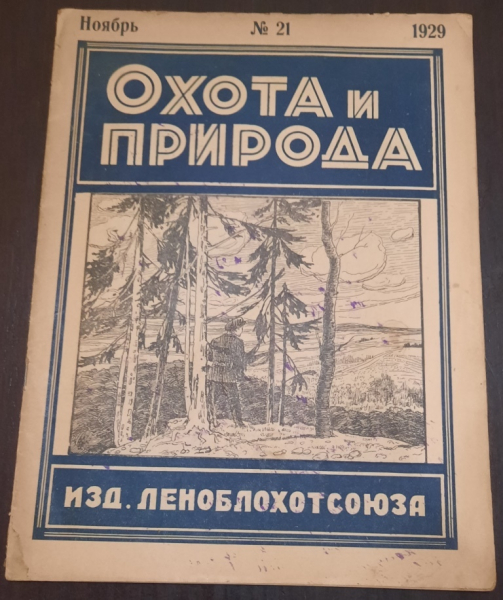 Ноябрь № 21 1929
ОХОТА И
ПРИРОДА
ИЗД. ЛЕНОБЛОХОТСОЮЗА